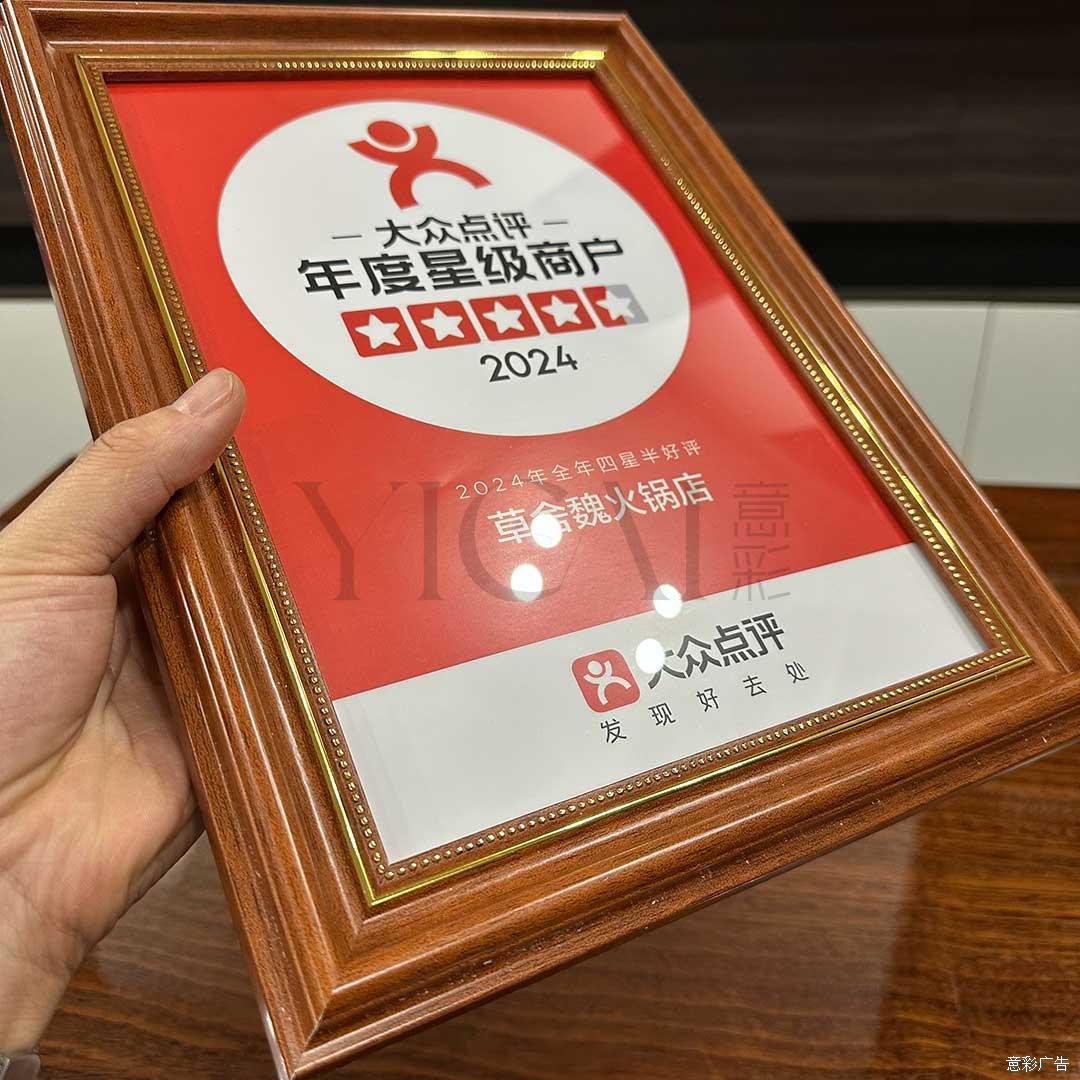 — 大众点评 —
年度星级商户
2024
2024年全年四星半好评
草舍魏火锅店
YICAI 意彩
大众点评
发现好去处
意彩广告